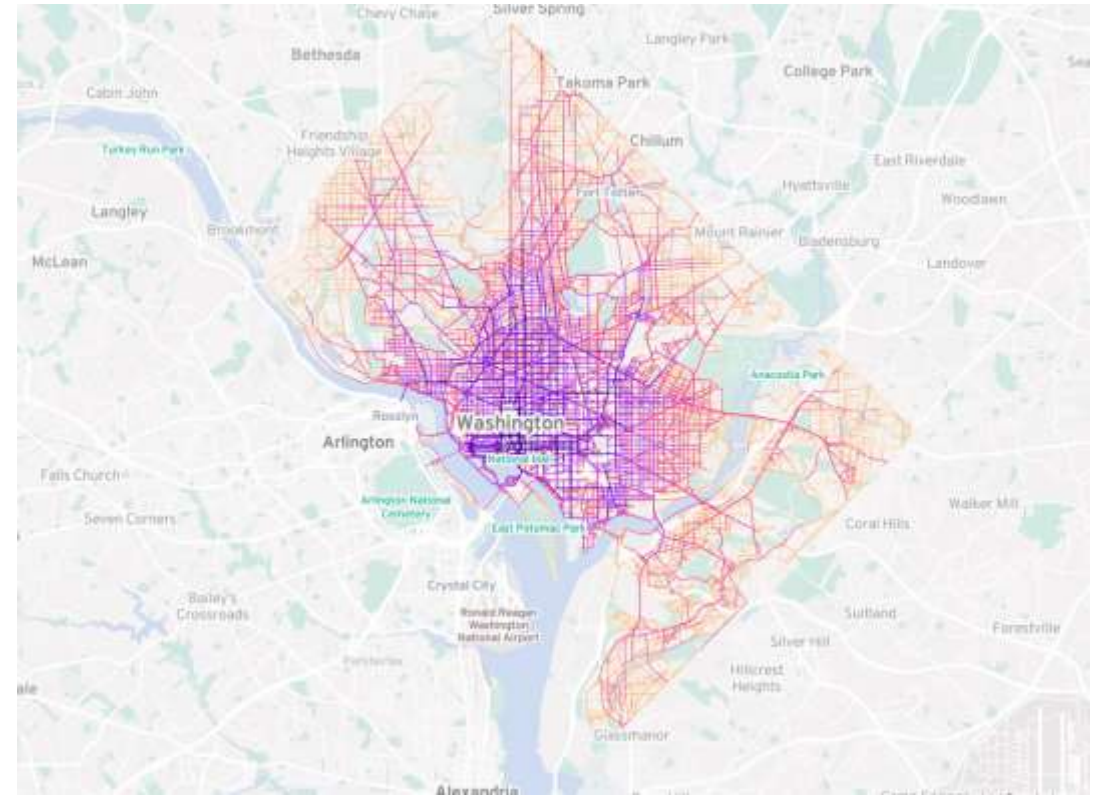 Chevy Chase
Silver Spring
Bethesda
Langley Park
College Park
Cabin John
Takoma Park
Friendship
Heights Village
Chillum
Turkey Run Park
East Riverdale
Fort Totten
Hyattsville
Woodlawn
Langley
Brookmont
Mount Rainier
Bladensburg
McLean
Landover
Anacostia Park
Rosslyn
Washington
Arlington
National Mall
Falls Church
Arlington National
Cemetery
Walker Mill
Seven Corners
East Potomac Park
Coral Hills
Crystal City
Bailey's
Crossroads
Ronald Reagan
Washington
National Airport
Suitland
Forestville
Silver Hill
Hillcrest
Heights
Glassmanor
Alexandria